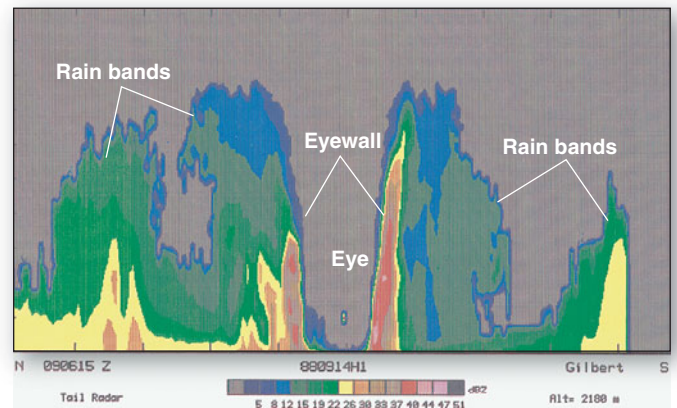 Rain bands
Eyewall
Rain bands
Eye
N 090615 Z 880914H1 Gilbert S
5 8 12 15 19 22 26 30 33 37 40 44 47 51 dBZ
Tail Radar Alt= 2180 m